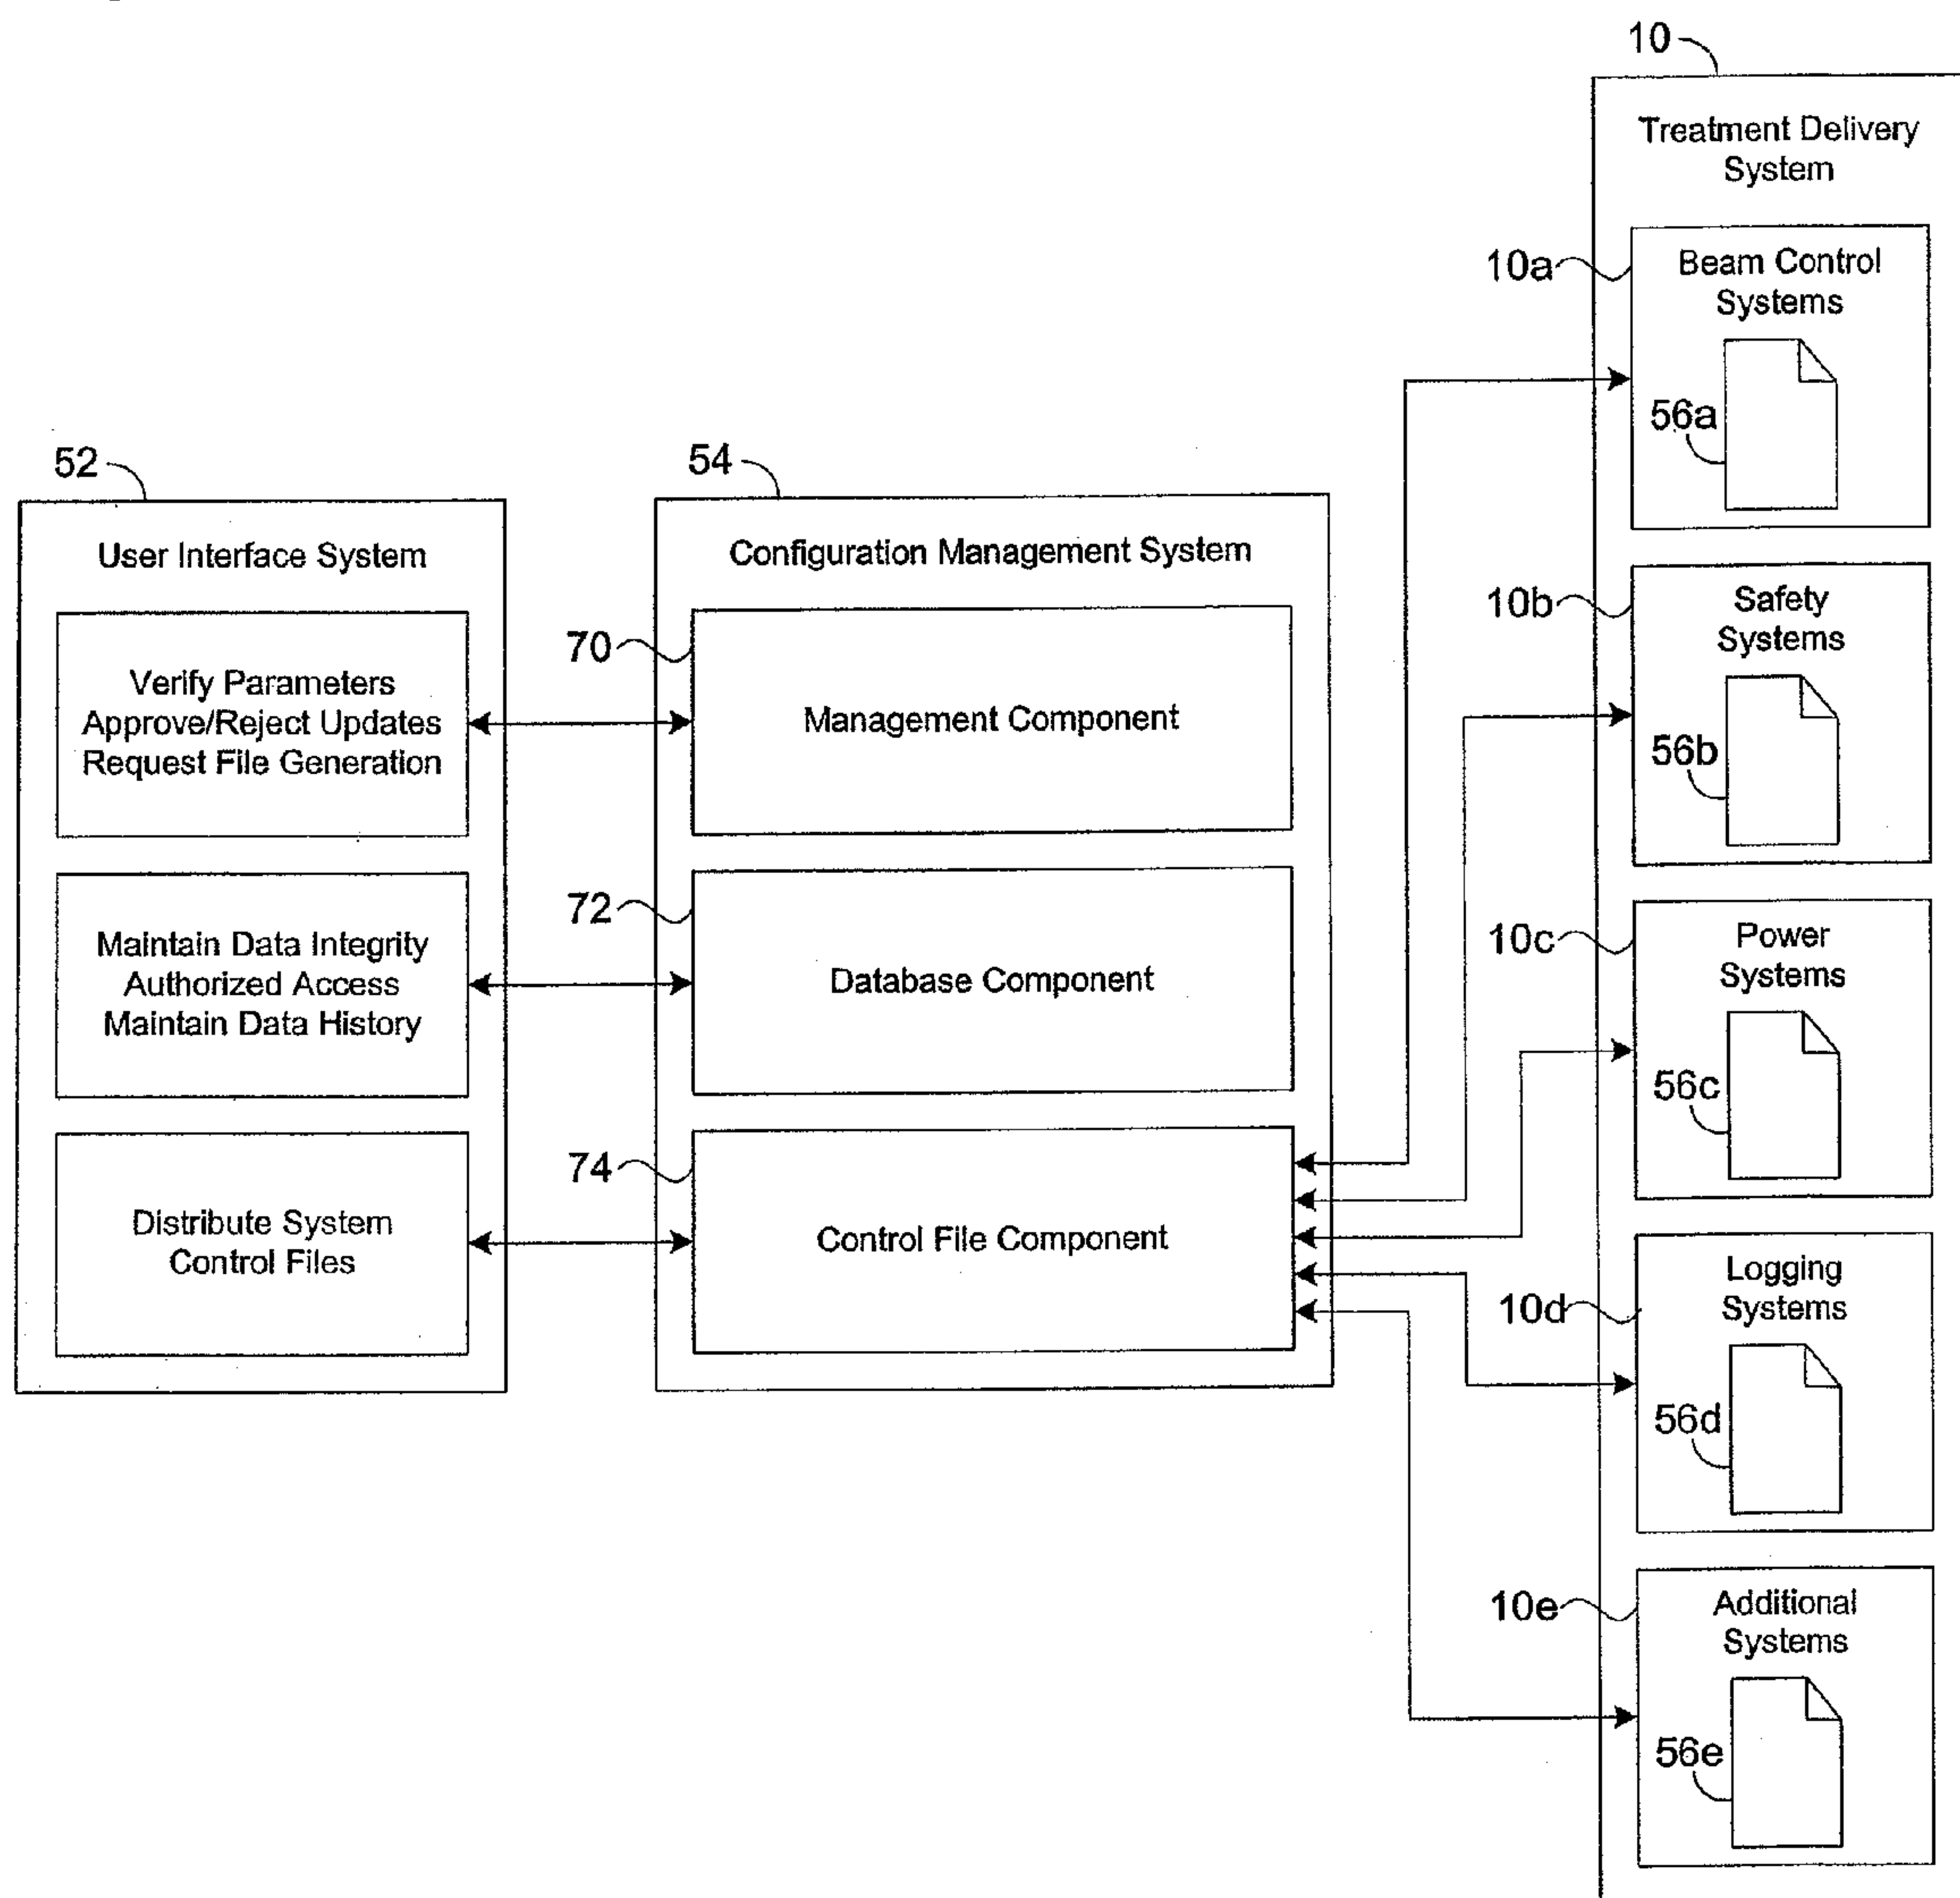 10
Treatment Delivery
System
10a
Beam Control
Systems
56a
52
54
User Interface System
Configuration Management System
10b
Safety
Systems
56b
70
Verify Parameters
Approve/Reject Updates
Request File Generation
Management Component
72
Maintain Data Integrity
Authorized Access
Maintain Data History
Database Component
10c
Power
Systems
56c
74
Distribute System
Control Files
Control File Component
10d
Logging
Systems
56d
10e
Additional
Systems
56e